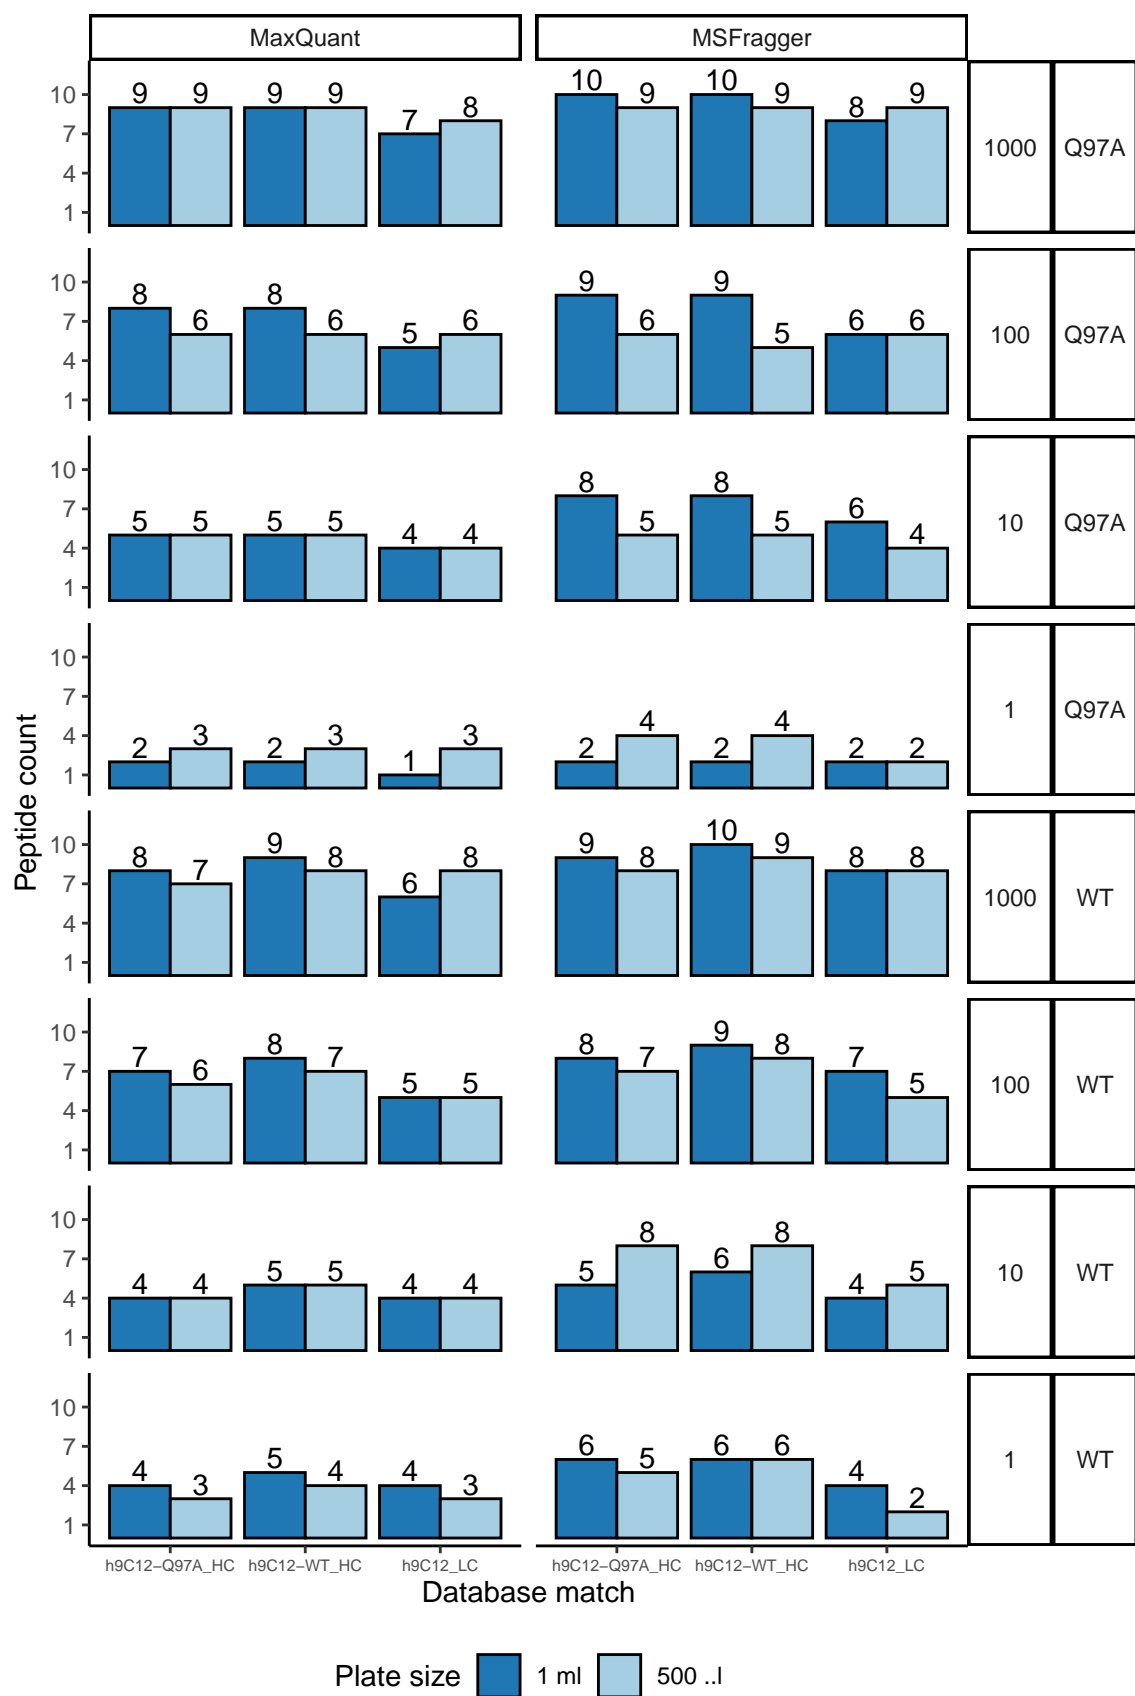 MaxQuant MSFragger
9 9 9 9 7 8 10 10 9 10 9 8 9
7 1000 Q97A
4
1
8 6 8 6 5 6 10 9 6 9 5 6 6
7 100 Q97A
4
1
5 5 5 5 4 4 10 8 5 8 5 6 4
7 10 Q97A
4
1
2 3 2 3 1 3 10 2 4 2 4 2 2
7 1 Q97A
4
1
8 7 9 8 6 8 10 9 8 10 9 8 8
7 1000 WT
4
1
7 6 8 7 5 5 10 8 7 9 8 7 5
7 100 WT
4
1
4 4 5 5 4 4 10 5 8 6 8 4 5
7 10 WT
4
1
4 3 5 4 4 3 10 6 5 6 6 4 2
7 1 WT
4
1
Peptide count
h9C12−Q97A_HC h9C12−WT_HC h9C12_LC h9C12−Q97A_HC h9C12−WT_HC h9C12_LC
Database match
Plate size 1 ml 500 ..l